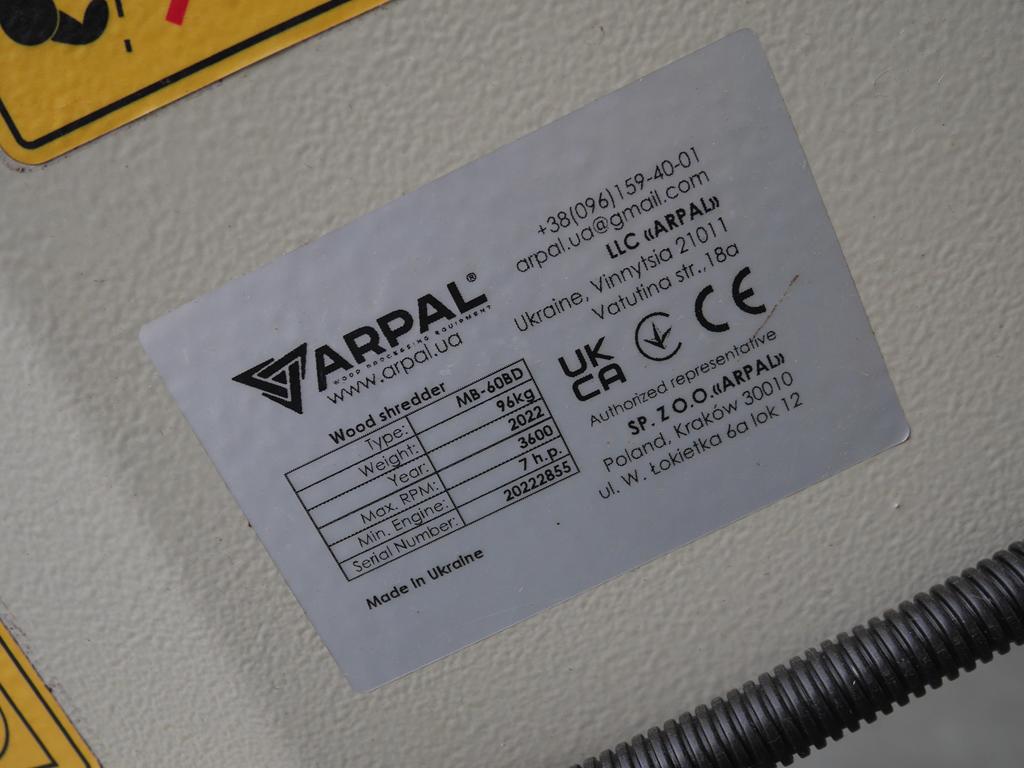 ARPAL®
WOOD PROCESSING EQUIPMENT
www.arpal.ua
+38(096)159-40-01
arpal.ua@gmail.com
LLC «ARPAL»
Ukraine, Vinnytsia 21011
Vatutina str.,18a
Wood shredder
Type: MB-60BD
Weight: 96kg
Year: 2022
Max. RPM: 3600
Min. Engine: 7 h.p.
Serial Number: 20222855
Made in Ukraine
UK
CA
CE
Authorized representative
SP. Z O.O.«ARPAL»
Poland, Kraków 30010
ul. W. Łokietka 6a lok 12